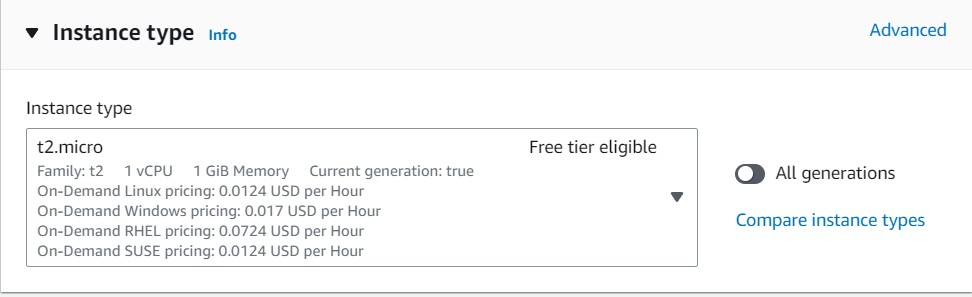 Instance type Info Advanced
Instance type
t2.micro Free tier eligible
Family: t2 1 vCPU 1 GiB Memory Current generation: true
On-Demand Linux pricing: 0.0124 USD per Hour
On-Demand Windows pricing: 0.017 USD per Hour
On-Demand RHEL pricing: 0.0724 USD per Hour
On-Demand SUSE pricing: 0.0124 USD per Hour
All generations
Compare instance types